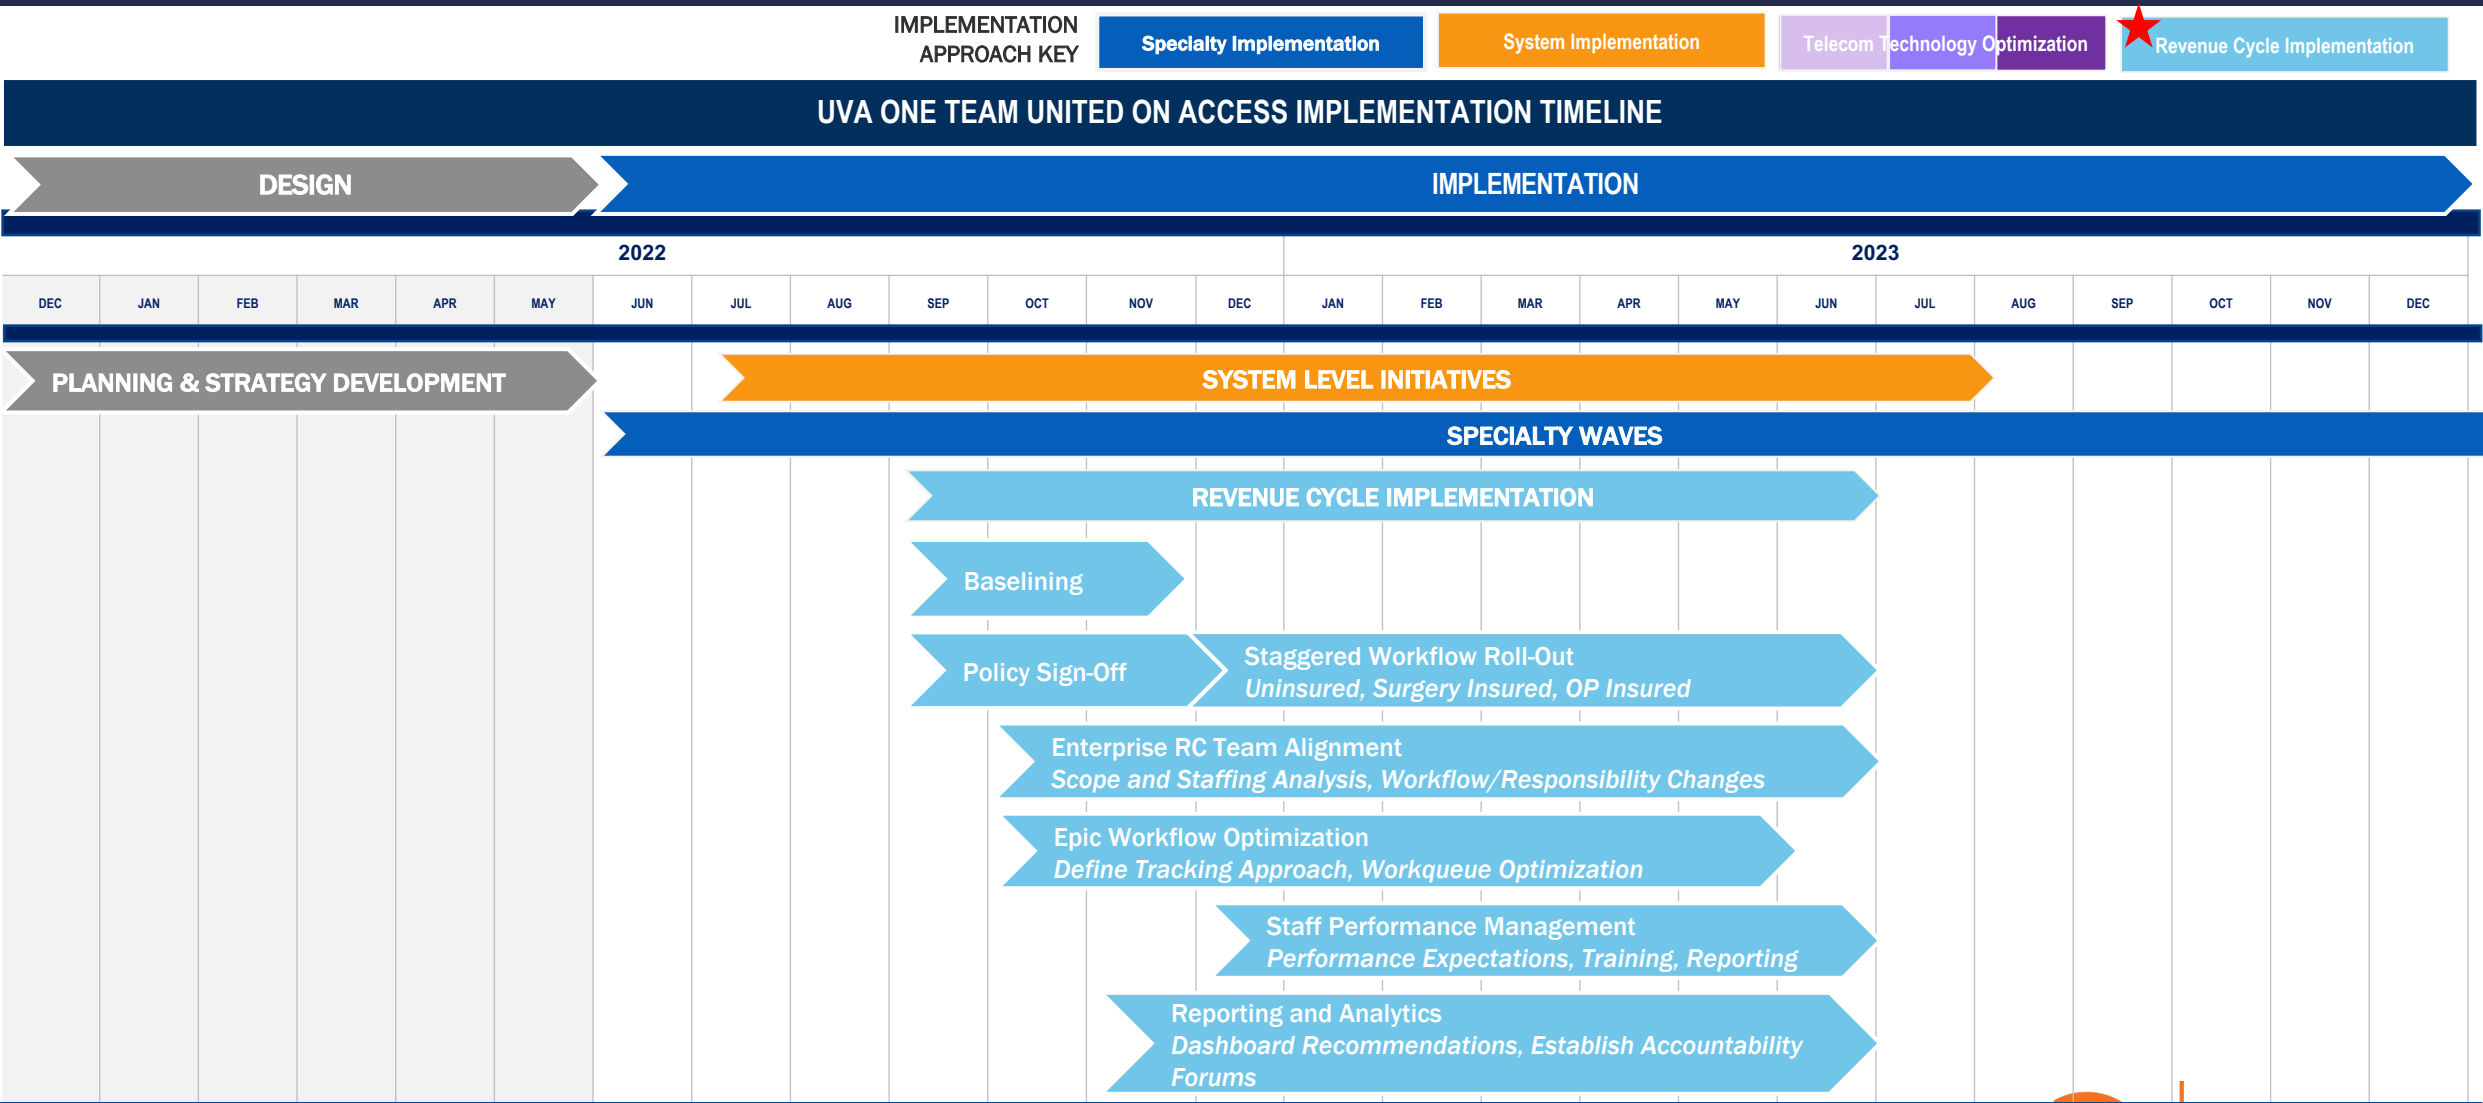 IMPLEMENTATION
APPROACH KEY
Specialty Implementation
System Implementation
Telecom Technology Optimization
Revenue Cycle Implementation
UVA ONE TEAM UNITED ON ACCESS IMPLEMENTATION TIMELINE
DESIGN
IMPLEMENTATION
2022
2023
DEC JAN FEB MAR APR MAY JUN JUL AUG SEP OCT NOV DEC JAN FEB MAR APR MAY JUN JUL AUG SEP OCT NOV DEC
PLANNING & STRATEGY DEVELOPMENT
SYSTEM LEVEL INITIATIVES
SPECIALTY WAVES
REVENUE CYCLE IMPLEMENTATION
Baselining
Policy Sign-Off
Staggered Workflow Roll-Out
Uninsured, Surgery Insured, OP Insured
Enterprise RC Team Alignment
Scope and Staffing Analysis, Workflow/Responsibility Changes
Epic Workflow Optimization
Define Tracking Approach, Workqueue Optimization
Staff Performance Management
Performance Expectations, Training, Reporting
Reporting and Analytics
Dashboard Recommendations, Establish Accountability
Forums